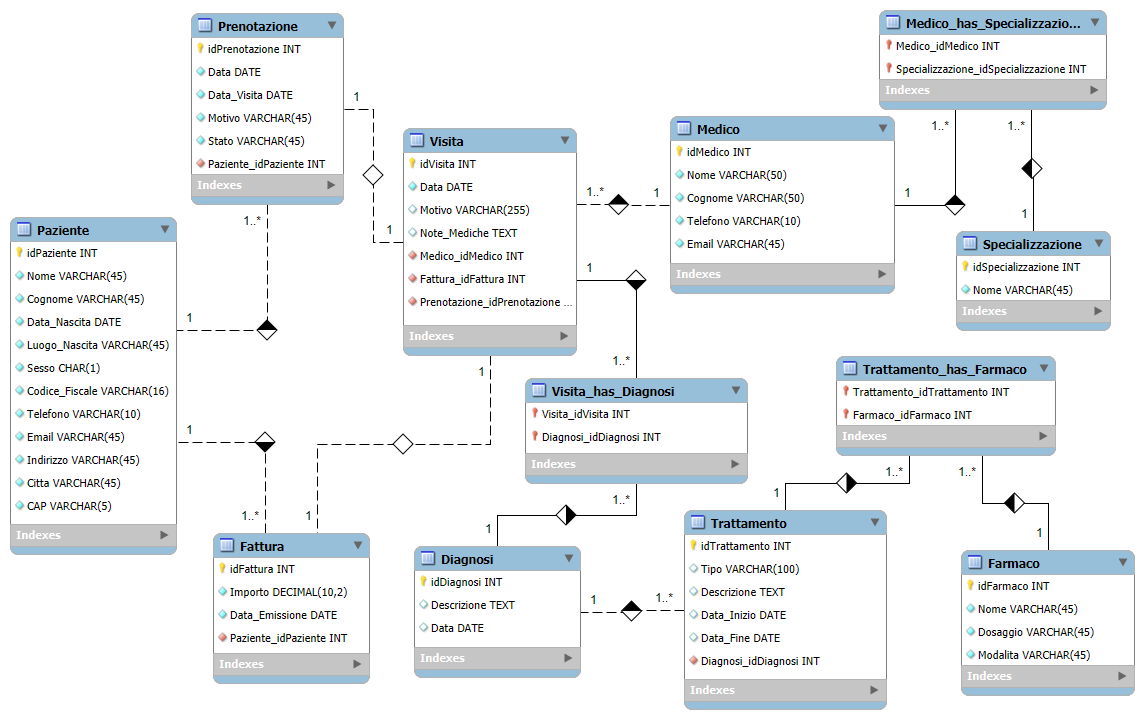 Prenotazione
idPrenotazione INT
Data DATE
Data_Visita DATE
Motivo VARCHAR(45)
Stato VARCHAR(45)
Paziente_idPaziente INT
Indexes
1
1
1..*
1
Visita
idVisita INT
Data DATE
Motivo VARCHAR(255)
Note_Mediche TEXT
Medico_idMedico INT
Fattura_idFattura INT
Prenotazione_idPrenotazione ...
Indexes
1..*
1
Medico
idMedico INT
Nome VARCHAR(50)
Cognome VARCHAR(50)
Telefono VARCHAR(10)
Email VARCHAR(45)
Indexes
1
1..*
Medico_has_Specializzazio...
Medico_idMedico INT
Specializzazione_idSpecializzazione INT
Indexes
1..*
1
Specializzazione
idSpecializzazione INT
Nome VARCHAR(45)
Indexes
Paziente
idPaziente INT
Nome VARCHAR(45)
Cognome VARCHAR(45)
Data_Nascita DATE
Luogo_Nascita VARCHAR(45)
Sesso CHAR(1)
Codice_Fiscale VARCHAR(16)
Telefono VARCHAR(10)
Email VARCHAR(45)
Indirizzo VARCHAR(45)
Citta VARCHAR(45)
CAP VARCHAR(5)
Indexes
1
1..*
1
1
Fattura
idFattura INT
Importo DECIMAL(10,2)
Data_Emissione DATE
Paziente_idPaziente INT
Indexes
1
1..*
Visita_has_Diagnosi
Visita_idVisita INT
Diagnosi_idDiagnosi INT
Indexes
1..*
1
Diagnosi
idDiagnosi INT
Descrizione TEXT
Data DATE
Indexes
1
1..*
Trattamento
idTrattamento INT
Tipo VARCHAR(100)
Descrizione TEXT
Data_Inizio DATE
Data_Fine DATE
Diagnosi_idDiagnosi INT
Indexes
1
1..*
Trattamento_has_Farmaco
Trattamento_idTrattamento INT
Farmaco_idFarmaco INT
Indexes
1..*
1
Farmaco
idFarmaco INT
Nome VARCHAR(45)
Dosaggio VARCHAR(45)
Modalita VARCHAR(45)
Indexes